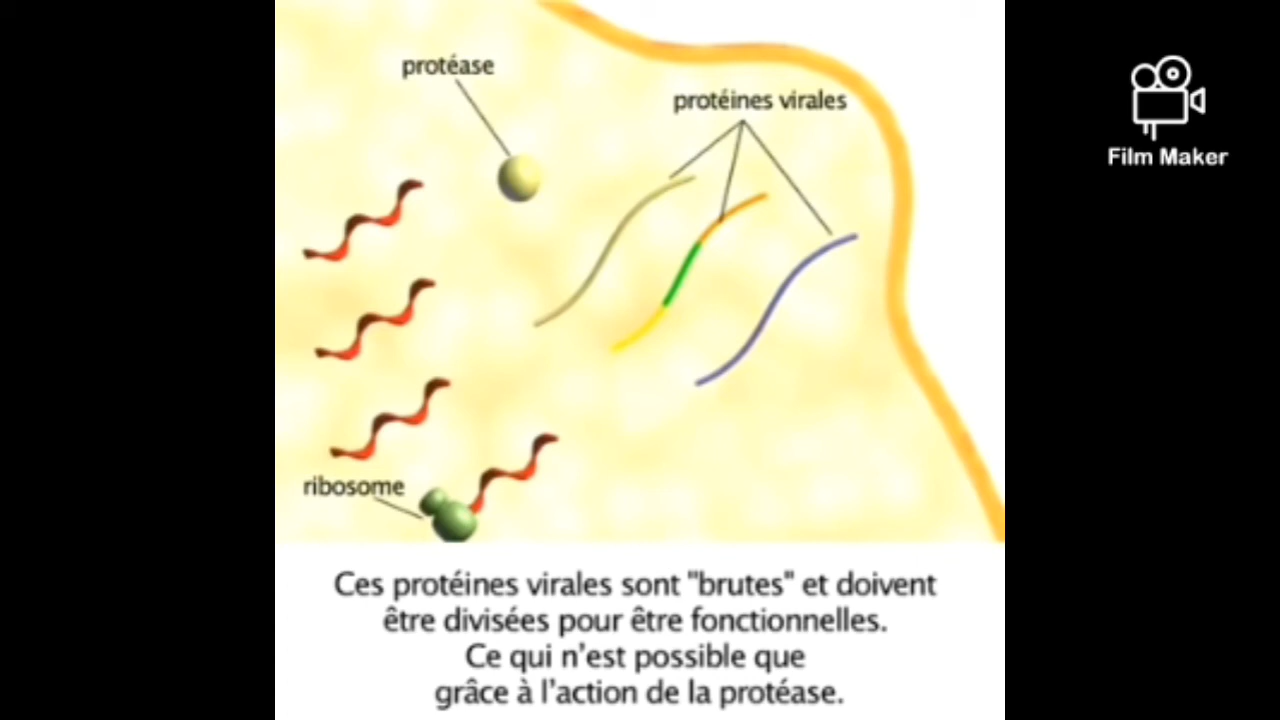 protéase
protéines virales
Film Maker
ribosome
Ces protéines virales sont "brutes" et doivent
être divisées pour être fonctionnelles.
Ce qui n'est possible que
grâce à l'action de la protéase.